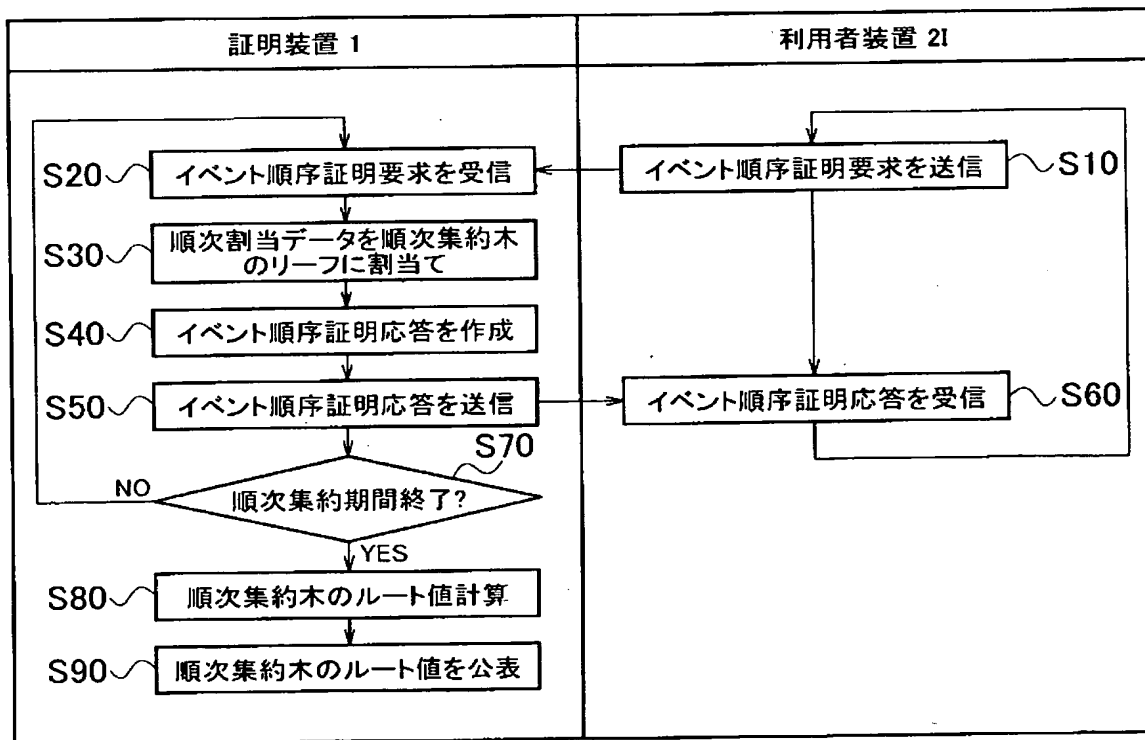 証明装置 1
利用者装置 2I
S20
イベント順序証明要求を受信
イベント順序証明要求を送信
S10
S30
順次割当データを順次集約木
のリーフに割当て
S40
イベント順序証明応答を作成
S50
イベント順序証明応答を送信
イベント順序証明応答を受信
S60
S70
NO
順次集約期間終了?
YES
S80
順次集約木のルート値計算
S90
順次集約木のルート値を公表